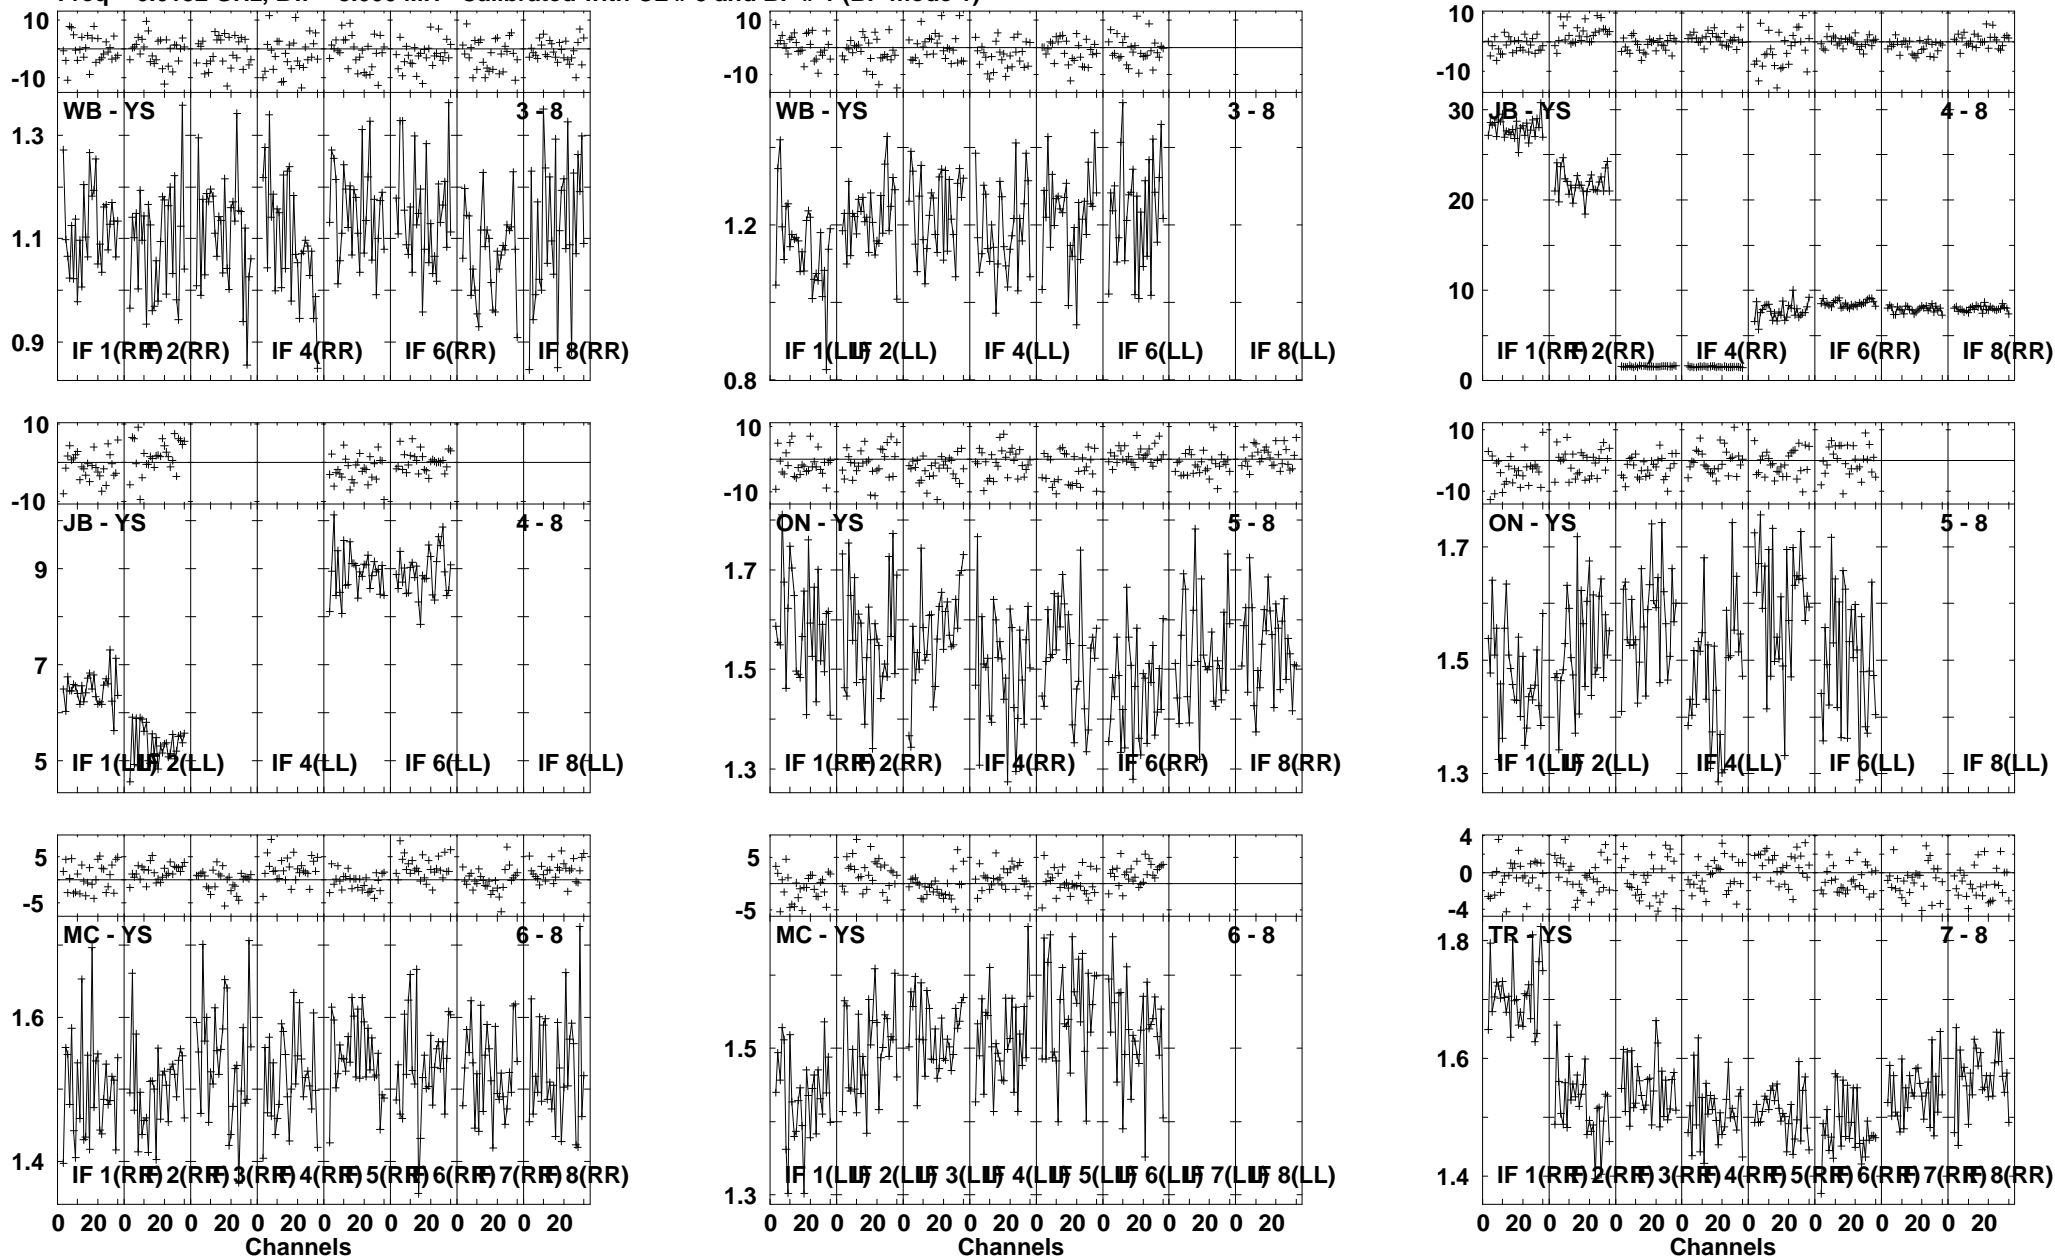 10
-10
WB - YS
3 - 8
1.3
1.1
0.9
IF 1(RR)
IF 2(RR)
IF 4(RR)
IF 6(RR)
IF 8(RR)
10
-10
WB - YS
3 - 8
1.2
0.8
IF 1(LL)
IF 2(LL)
IF 4(LL)
IF 6(LL)
IF 8(LL)
10
-10
JB - YS
4 - 8
30
20
10
0
IF 1(RR)
IF 2(RR)
IF 4(RR)
IF 6(RR)
IF 8(RR)
10
-10
JB - YS
4 - 8
9
7
5
IF 1(LL)
IF 2(LL)
IF 4(LL)
IF 6(LL)
IF 8(LL)
10
-10
ON - YS
5 - 8
1.7
1.5
1.3
IF 1(RR)
IF 2(RR)
IF 4(RR)
IF 6(RR)
IF 8(RR)
10
-10
ON - YS
5 - 8
1.7
1.5
1.3
IF 1(LL)
IF 2(LL)
IF 4(LL)
IF 6(LL)
IF 8(LL)
5
-5
MC - YS
6 - 8
1.6
1.4
IF 1(RR)
IF 2(RR)
IF 3(RR)
IF 4(RR)
IF 5(RR)
IF 6(RR)
IF 7(RR)
IF 8(RR)
0 20 0 20 0 20 0 20 0 20 0 20 0 20 0 20
Channels
5
-5
MC - YS
6 - 8
1.5
1.3
IF 1(LL)
IF 2(LL)
IF 3(LL)
IF 4(LL)
IF 5(LL)
IF 6(LL)
IF 7(LL)
IF 8(LL)
0 20 0 20 0 20 0 20 0 20 0 20 0 20 0 20
Channels
4
0
-4
TR - YS
7 - 8
1.8
1.6
1.4
IF 1(RR)
IF 2(RR)
IF 3(RR)
IF 4(RR)
IF 5(RR)
IF 6(RR)
IF 7(RR)
IF 8(RR)
0 20 0 20 0 20 0 20 0 20 0 20 0 20 0 20
Channels